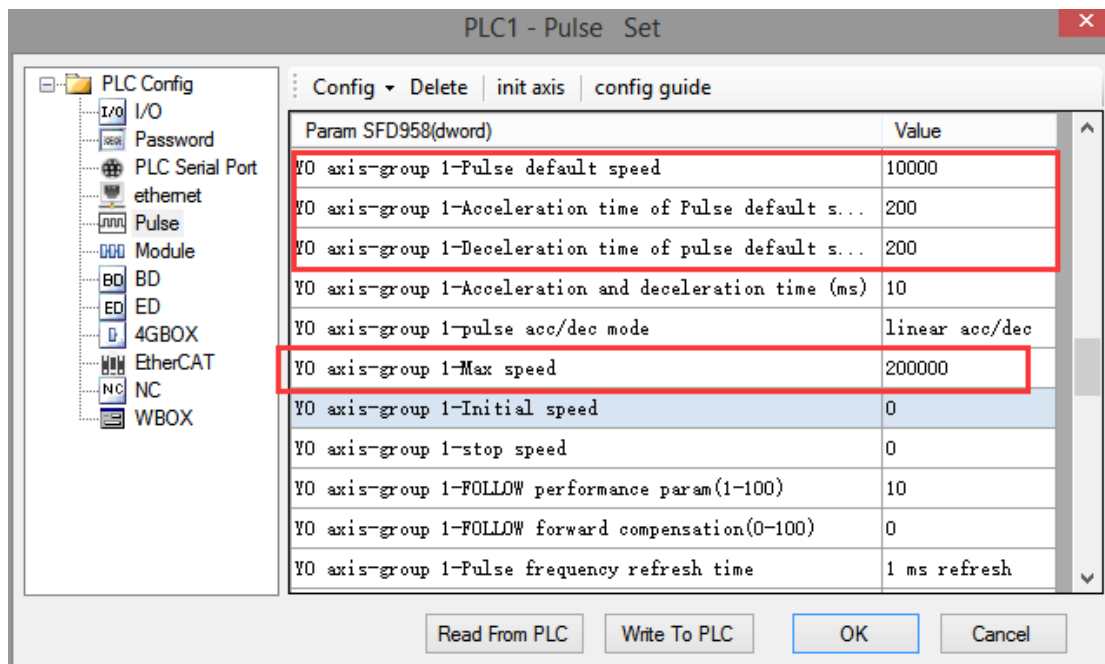 PLC1 - Pulse Set
PLC Config
I/O I/O
Password
PLC Serial Port
ethernet
Pulse
Module
BD BD
ED ED
4GBOX
EtherCAT
NC NC
WBOX
Config Delete init axis config guide
Param SFD958(dword) Value
Y0 axis-group 1-Pulse default speed 10000
Y0 axis-group 1-Acceleration time of Pulse default s... 200
Y0 axis-group 1-Deceleration time of pulse default s... 200
Y0 axis-group 1-Acceleration and deceleration time (ms) 10
Y0 axis-group 1-pulse acc/dec mode linear acc/dec
Y0 axis-group 1-Max speed 200000
Y0 axis-group 1-Initial speed 0
Y0 axis-group 1-stop speed 0
Y0 axis-group 1-FOLLOW performance param(1-100) 10
Y0 axis-group 1-FOLLOW forward compensation(0-100) 0
Y0 axis-group 1-Pulse frequency refresh time 1 ms refresh
Read From PLC Write To PLC OK Cancel